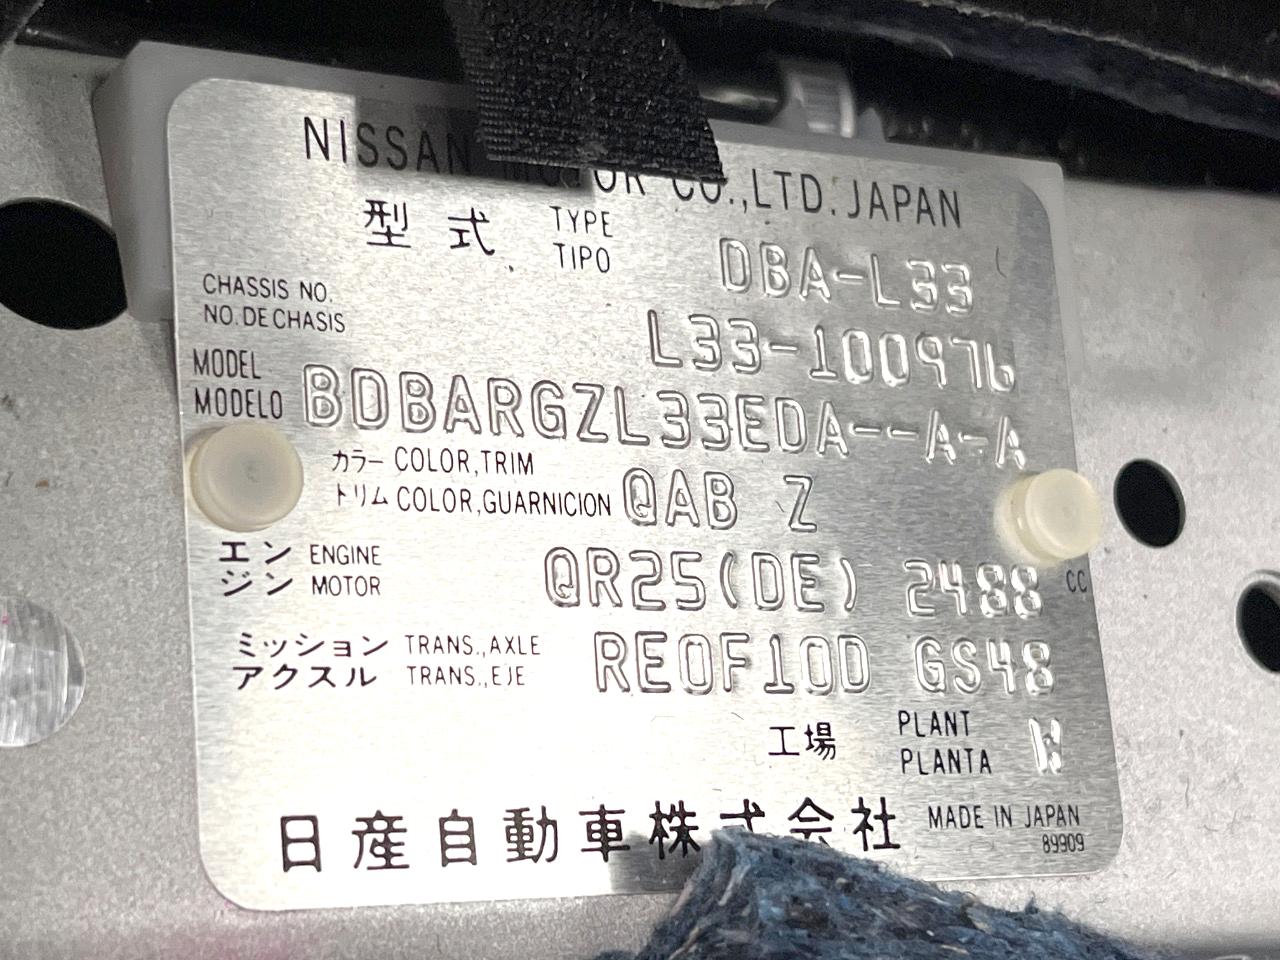 NISSAN MOTOR CO.,LTD. JAPAN
型式 TYPE TIPO DBA-L33
CHASSIS NO.
NO. DE CHASIS L33-100976
MODEL
MODELO BDBARGZL33EDA--A-A
カラー COLOR,TRIM
トリム COLOR,GUARNICION QAB Z
エン ENGINE
ジン MOTOR QR25(DE) 2488 CC
ミッション TRANS.,AXLE
アクスル TRANS.,EJE RE0F10D GS48
工場 PLANT
PLANTA
日産自動車株式会社 MADE IN JAPAN
89909